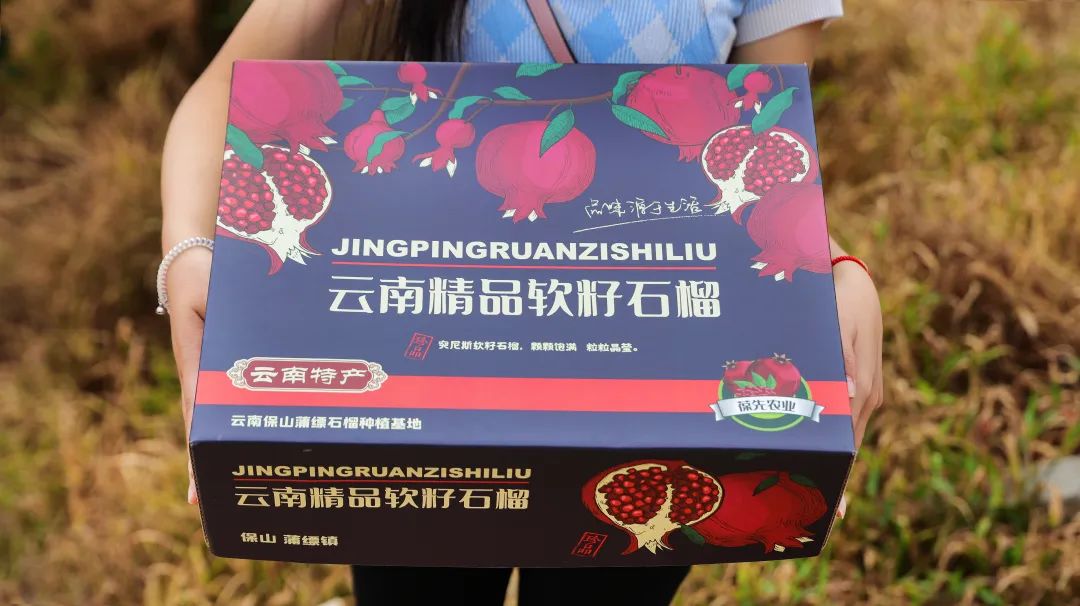 品味源于生活
JINGPINGRUANZISHILIU
云南精品软籽石榴
突尼斯软籽石榴，颗颗饱满 粒粒晶莹。
云南特产
葆先农业
云南保山蒲缥石榴种植基地
JINGPINGRUANZISHILIU
云南精品软籽石榴
保山 蒲缥镇